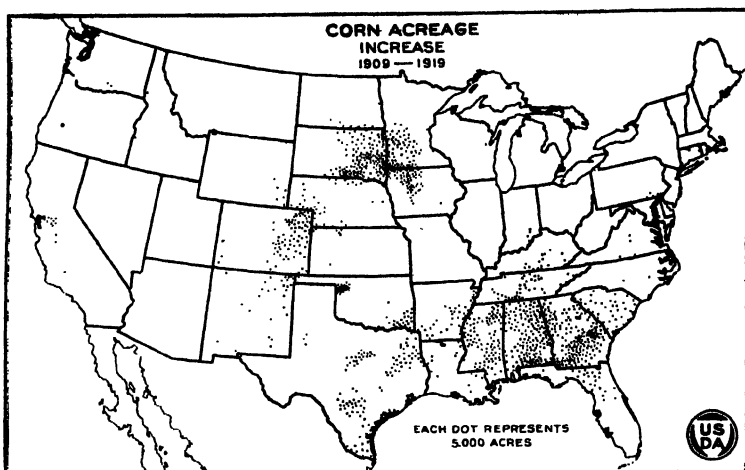 CORN ACREAGE
INCREASE
1909 — 1919
EACH DOT REPRESENTS
5.000 ACRES
US
DA